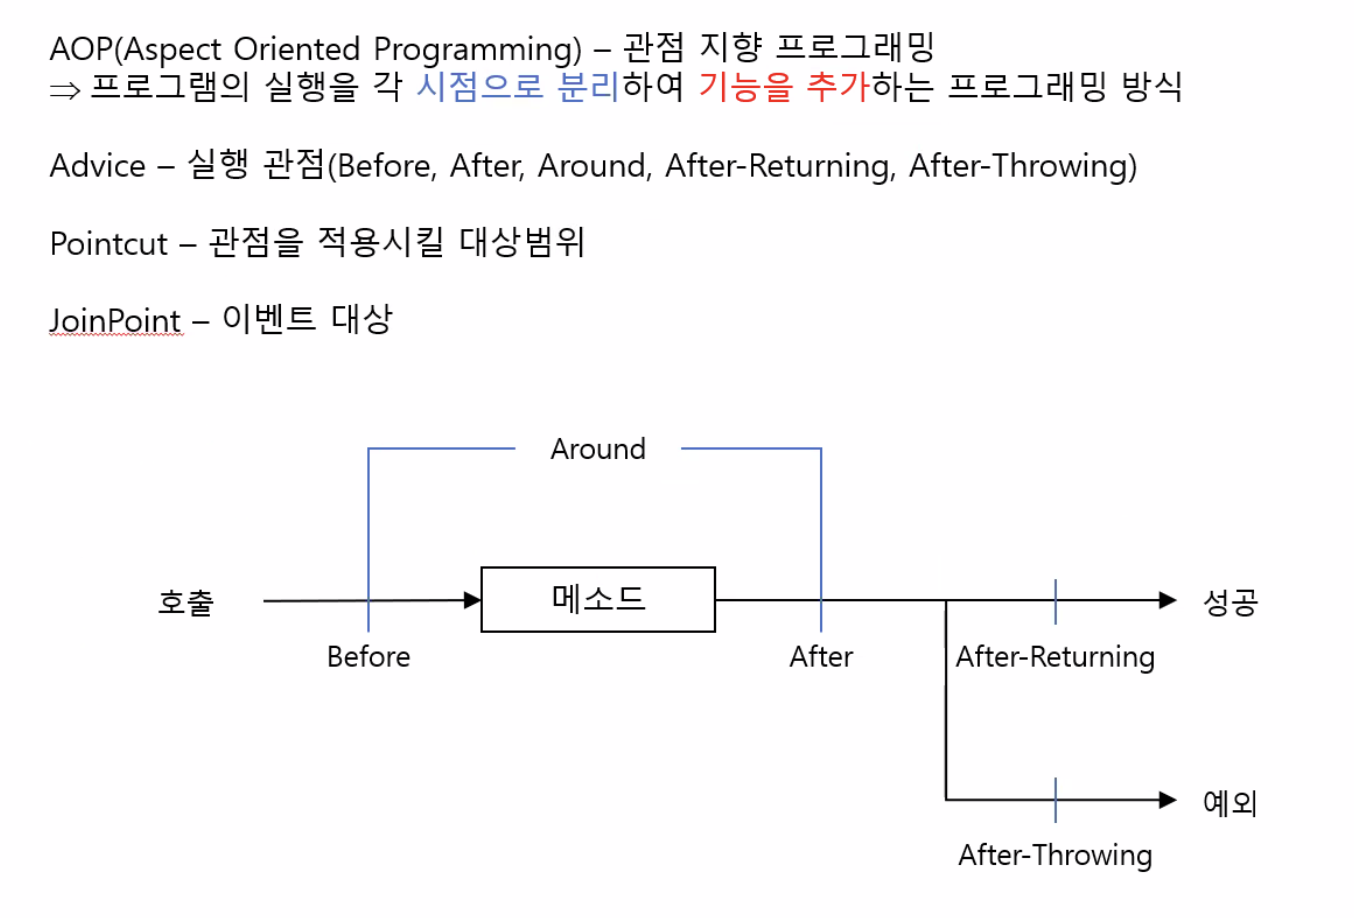 AOP(Aspect Oriented Programming) – 관점 지향 프로그래밍
⇒ 프로그램의 실행을 각 시점으로 분리하여 기능을 추가하는 프로그래밍 방식
Advice – 실행 관점(Before, After, Around, After-Returning, After-Throwing)
Pointcut – 관점을 적용시킬 대상범위
JoinPoint – 이벤트 대상
Around
호출
메소드
성공
Before
After
After-Returning
예외
After-Throwing